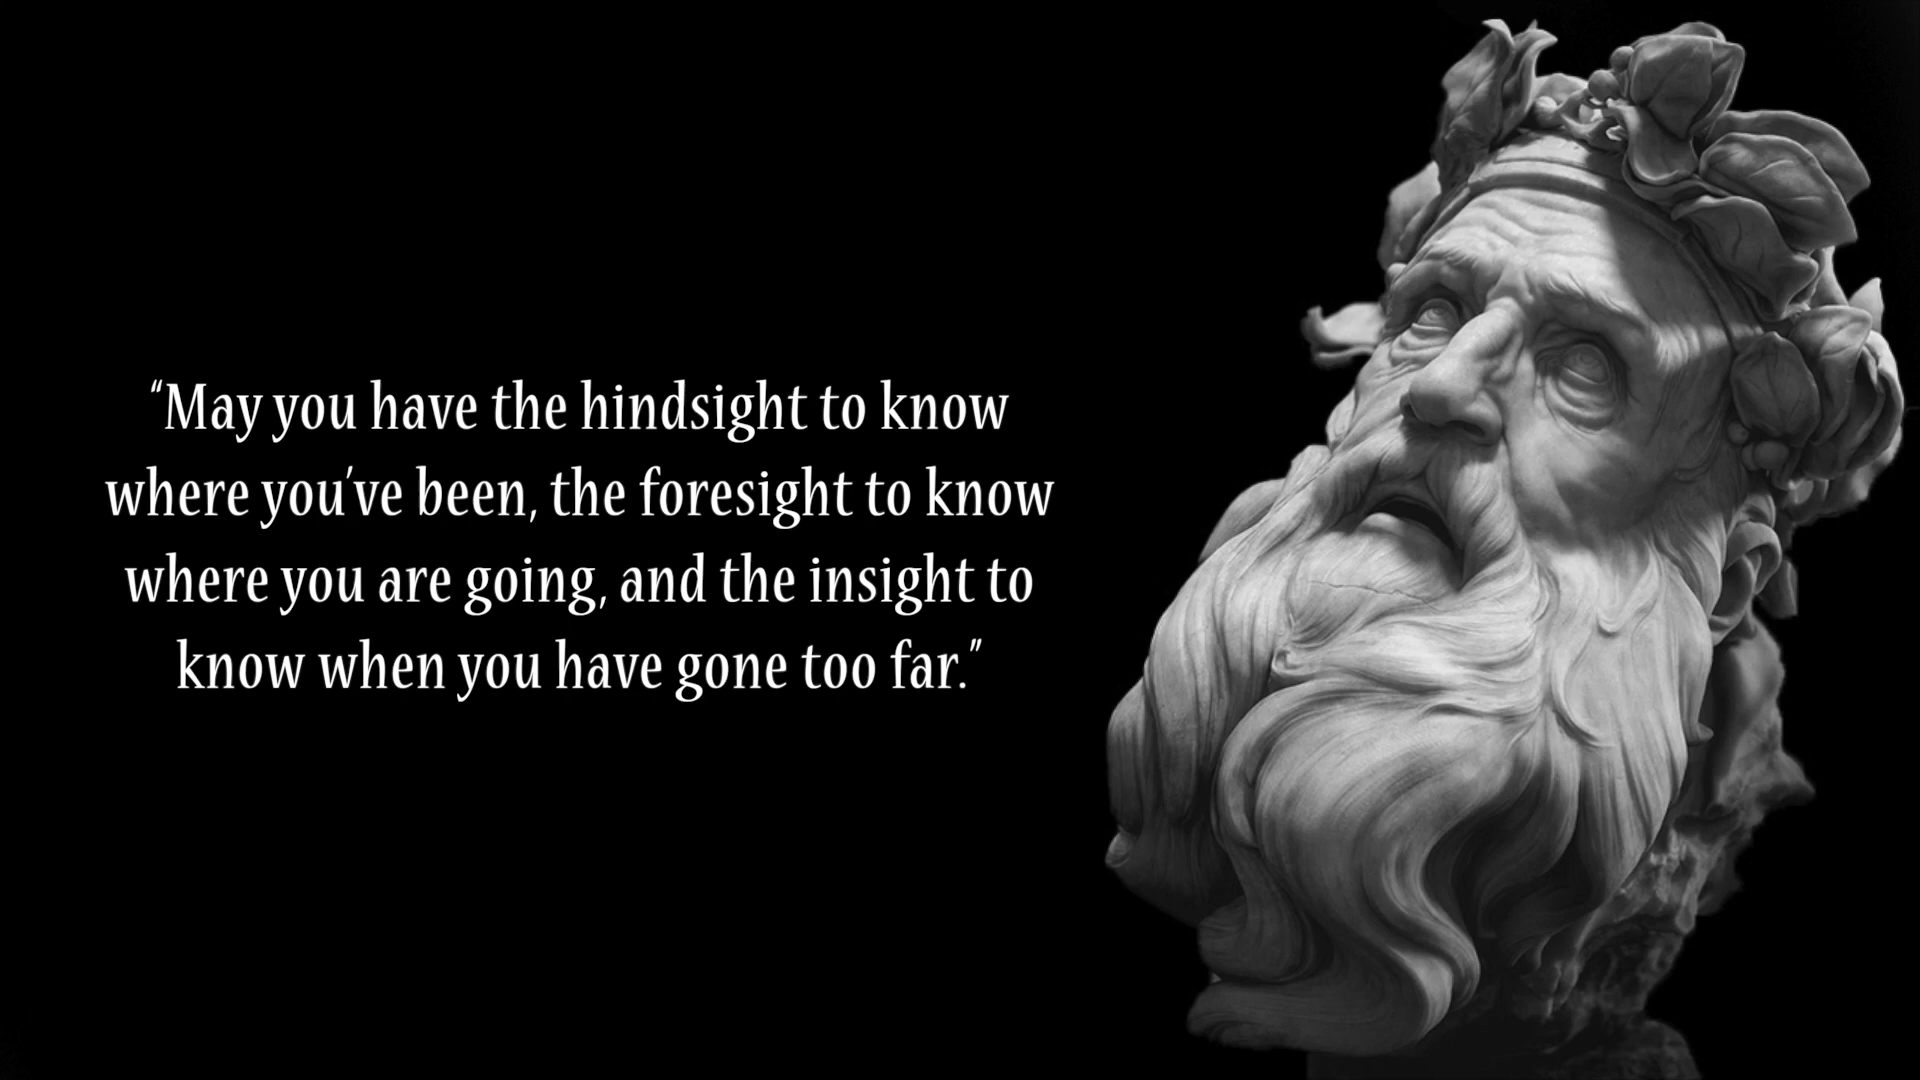 “May you have the hindsight to know
where you’ve been, the foresight to know
where you are going, and the insight to
know when you have gone too far.”